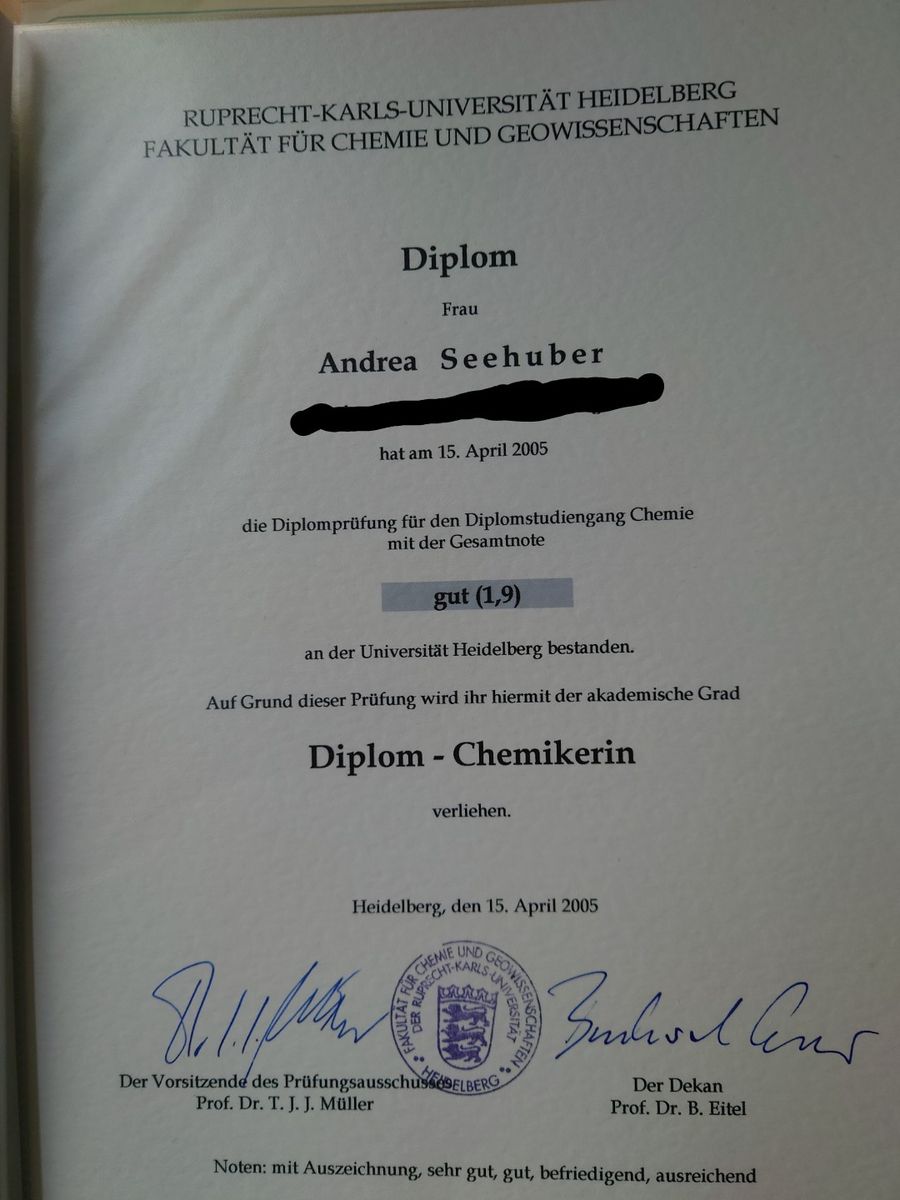 RUPRECHT-KARLS-UNIVERSITÄT HEIDELBERG
FAKULTÄT FÜR CHEMIE UND GEOWISSENSCHAFTEN
Diplom
Frau
Andrea Seehuber
hat am 15. April 2005
die Diplomprüfung für den Diplomstudiengang Chemie
mit der Gesamtnote
gut (1,9)
an der Universität Heidelberg bestanden.
Auf Grund dieser Prüfung wird ihr hiermit der akademische Grad
Diplom - Chemikerin
verliehen.
Heidelberg, den 15. April 2005
FAKULTÄT FÜR CHEMIE UND GEOWISSENSCHAFTEN
DER RUPRECHT-KARLS-UNIVERSITÄT
HEIDELBERG
Der Vorsitzende des Prüfungsausschusses
Prof. Dr. T. J. J. Müller
Der Dekan
Prof. Dr. B. Eitel
Noten: mit Auszeichnung, sehr gut, gut, befriedigend, ausreichend